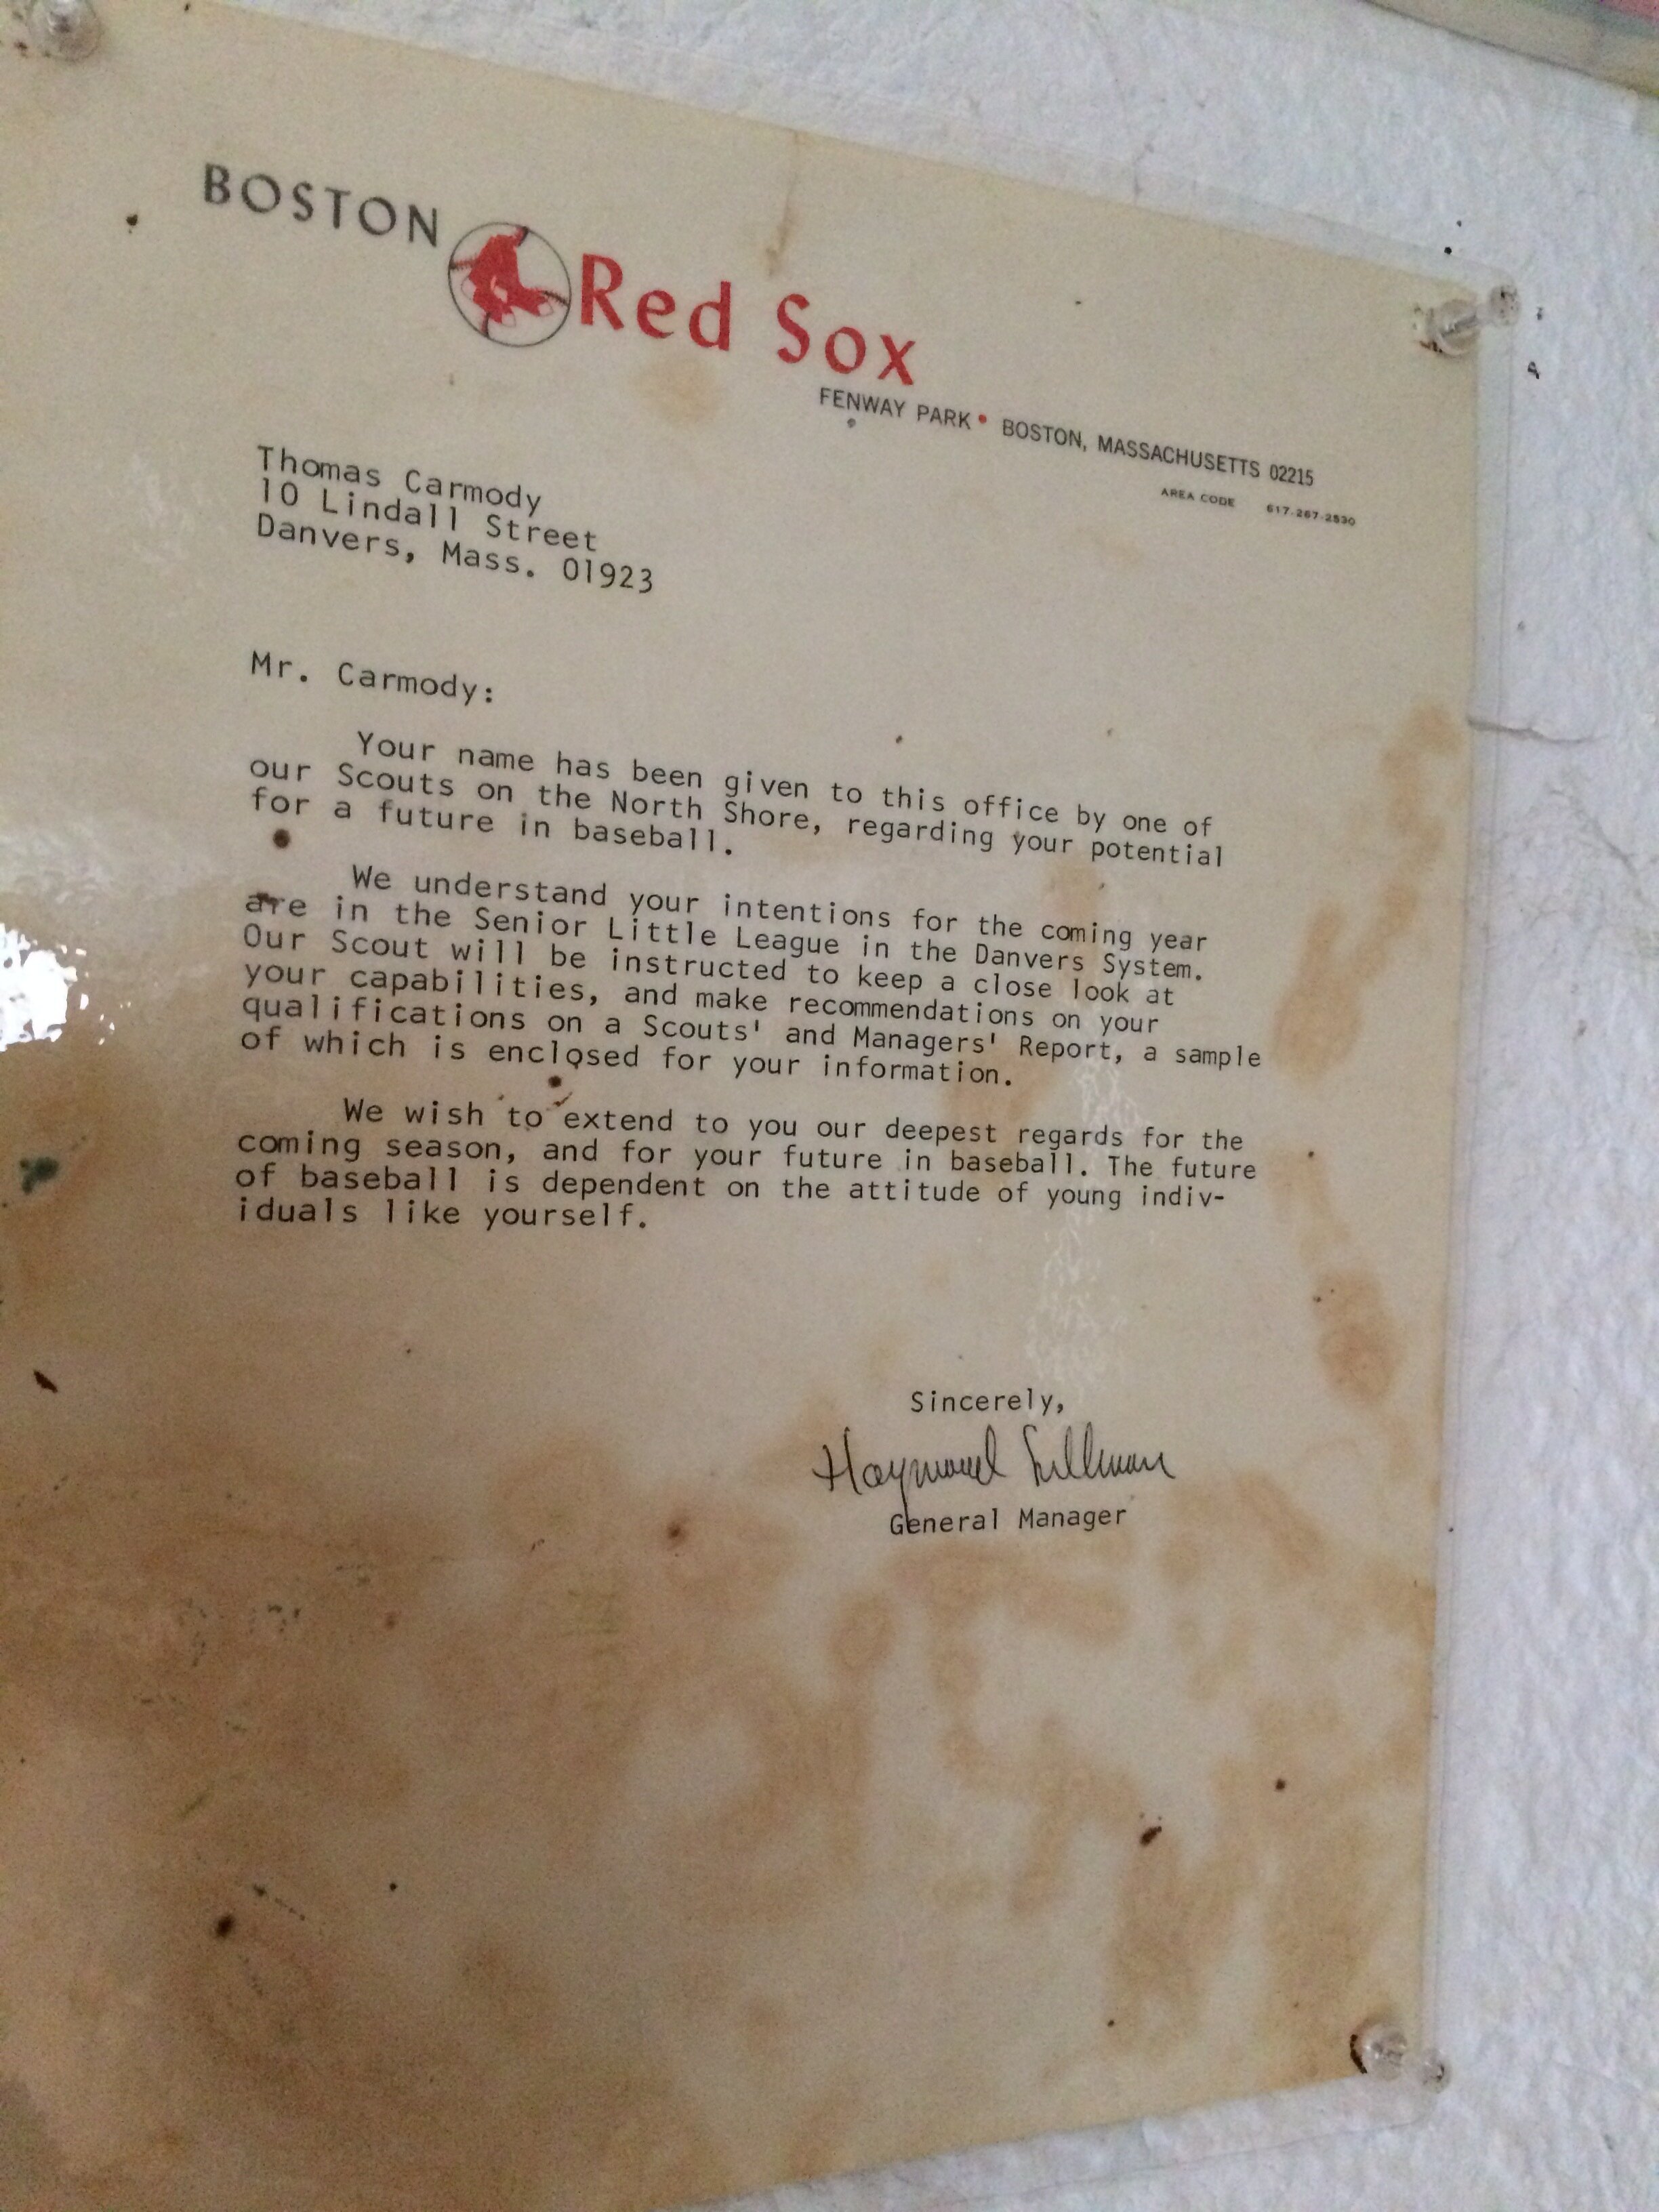 BOSTON Red Sox
FENWAY PARK • BOSTON, MASSACHUSETTS 02215
AREA CODE 617-267-2530
Thomas Carmody
10 Lindall Street
Danvers, Mass. 01923
Mr. Carmody:
Your name has been given to this office by one of
our Scouts on the North Shore, regarding your potential
for a future in baseball.
We understand your intentions for the coming year
are in the Senior Little League in the Danvers System.
Our Scout will be instructed to keep a close look at
your capabilities, and make recommendations on your
qualifications on a Scouts' and Managers' Report, a sample
of which is enclosed for your information.
We wish to extend to you our deepest regards for the
coming season, and for your future in baseball. The future
of baseball is dependent on the attitude of young indiv-
iduals like yourself.
Sincerely,
Haywood Sullivan
General Manager